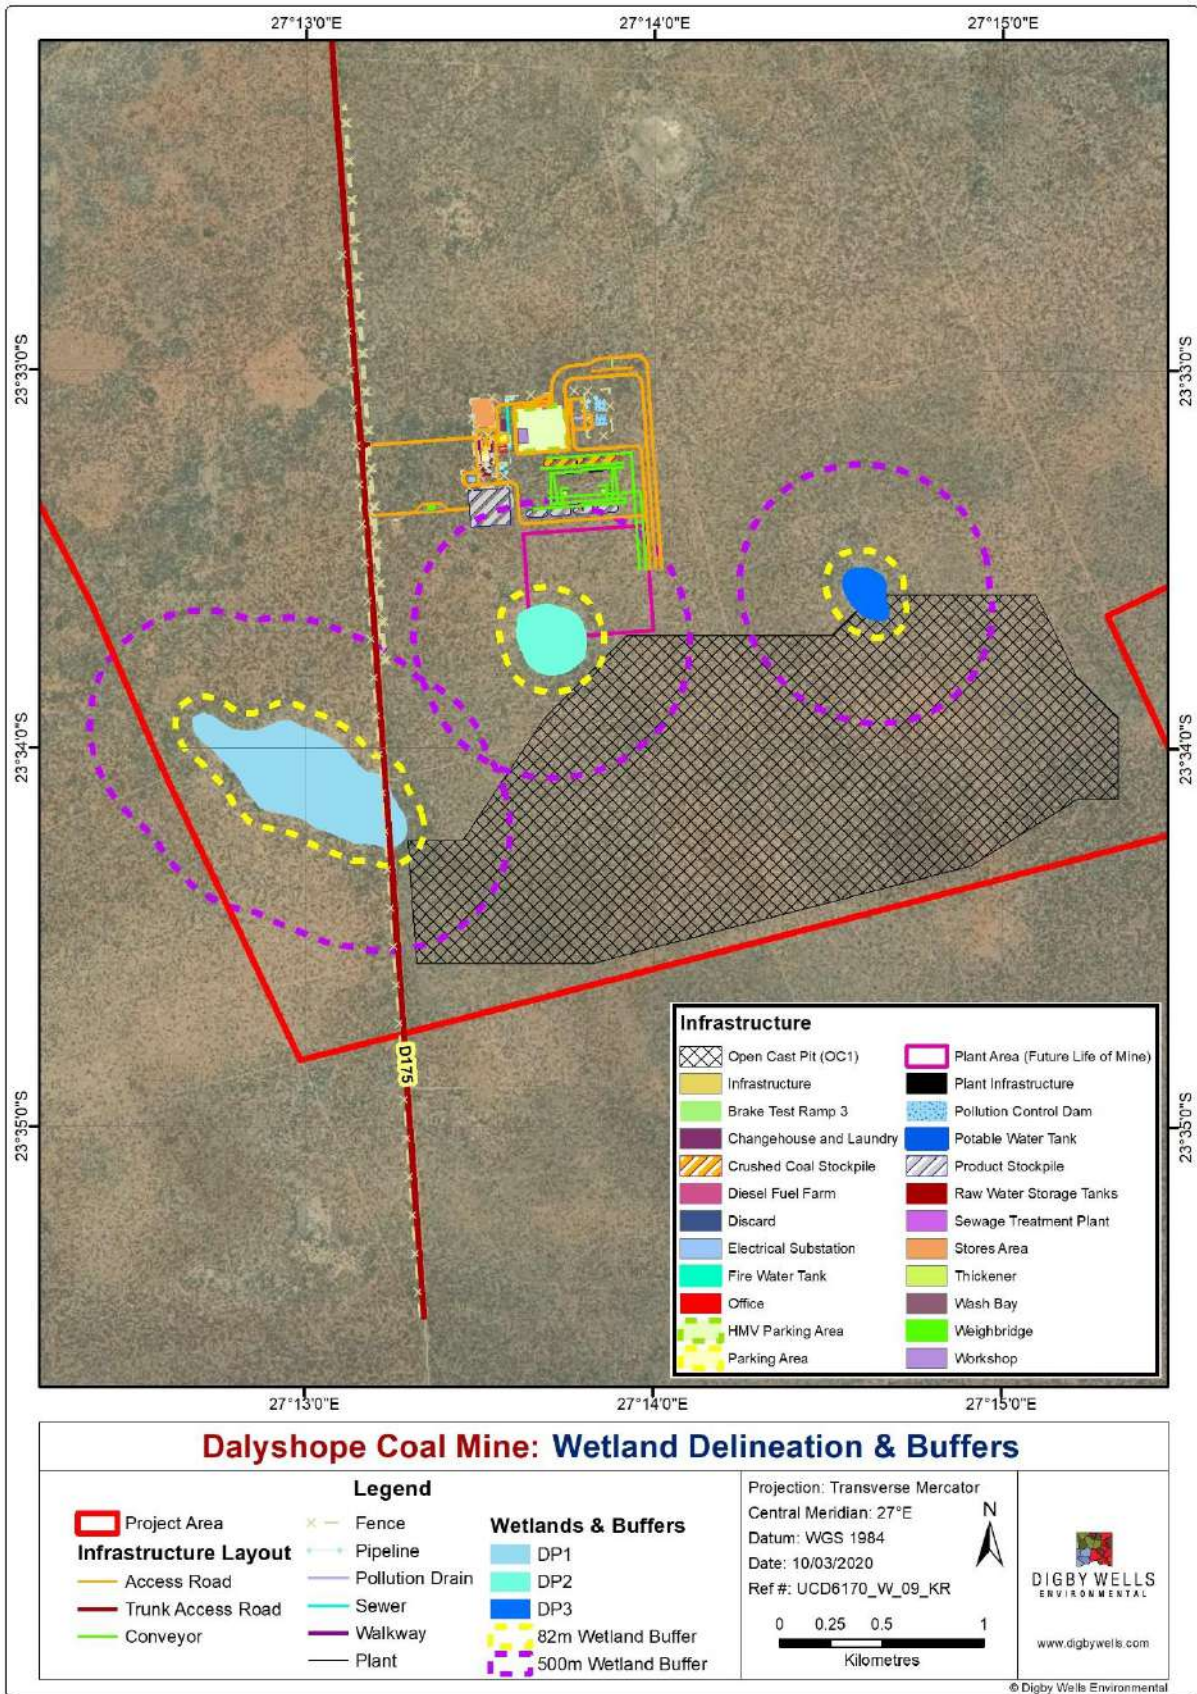 27°13'0"E 27°14'0"E 27°15'0"E
23°33'0"S 23°33'0"S
23°34'0"S 23°34'0"S
D175
23°35'0"S 23°35'0"S
Infrastructure
Open Cast Pit (OC1)
Infrastructure
Brake Test Ramp 3
Changehouse and Laundry
Crushed Coal Stockpile
Diesel Fuel Farm
Discard
Electrical Substation
Fire Water Tank
Office
HMV Parking Area
Parking Area
Plant Area (Future Life of Mine)
Plant Infrastructure
Pollution Control Dam
Potable Water Tank
Product Stockpile
Raw Water Storage Tanks
Sewage Treatment Plant
Stores Area
Thickener
Wash Bay
Weighbridge
Workshop
27°13'0"E 27°14'0"E 27°15'0"E
Dalyshope Coal Mine: Wetland Delineation & Buffers
Legend
Project Area
Infrastructure Layout
Access Road
Trunk Access Road
Conveyor
Fence
Pipeline
Pollution Drain
Sewer
Walkway
Plant
Wetlands & Buffers
DP1
DP2
DP3
82m Wetland Buffer
500m Wetland Buffer
Projection: Transverse Mercator
Central Meridian: 27°E
Datum: WGS 1984
Date: 10/03/2020
Ref #: UCD6170_W_09_KR
N
0 0.25 0.5 1
Kilometres
DIGBY WELLS
ENVIRONMENTAL
www.digbywells.com
© Digby Wells Environmental